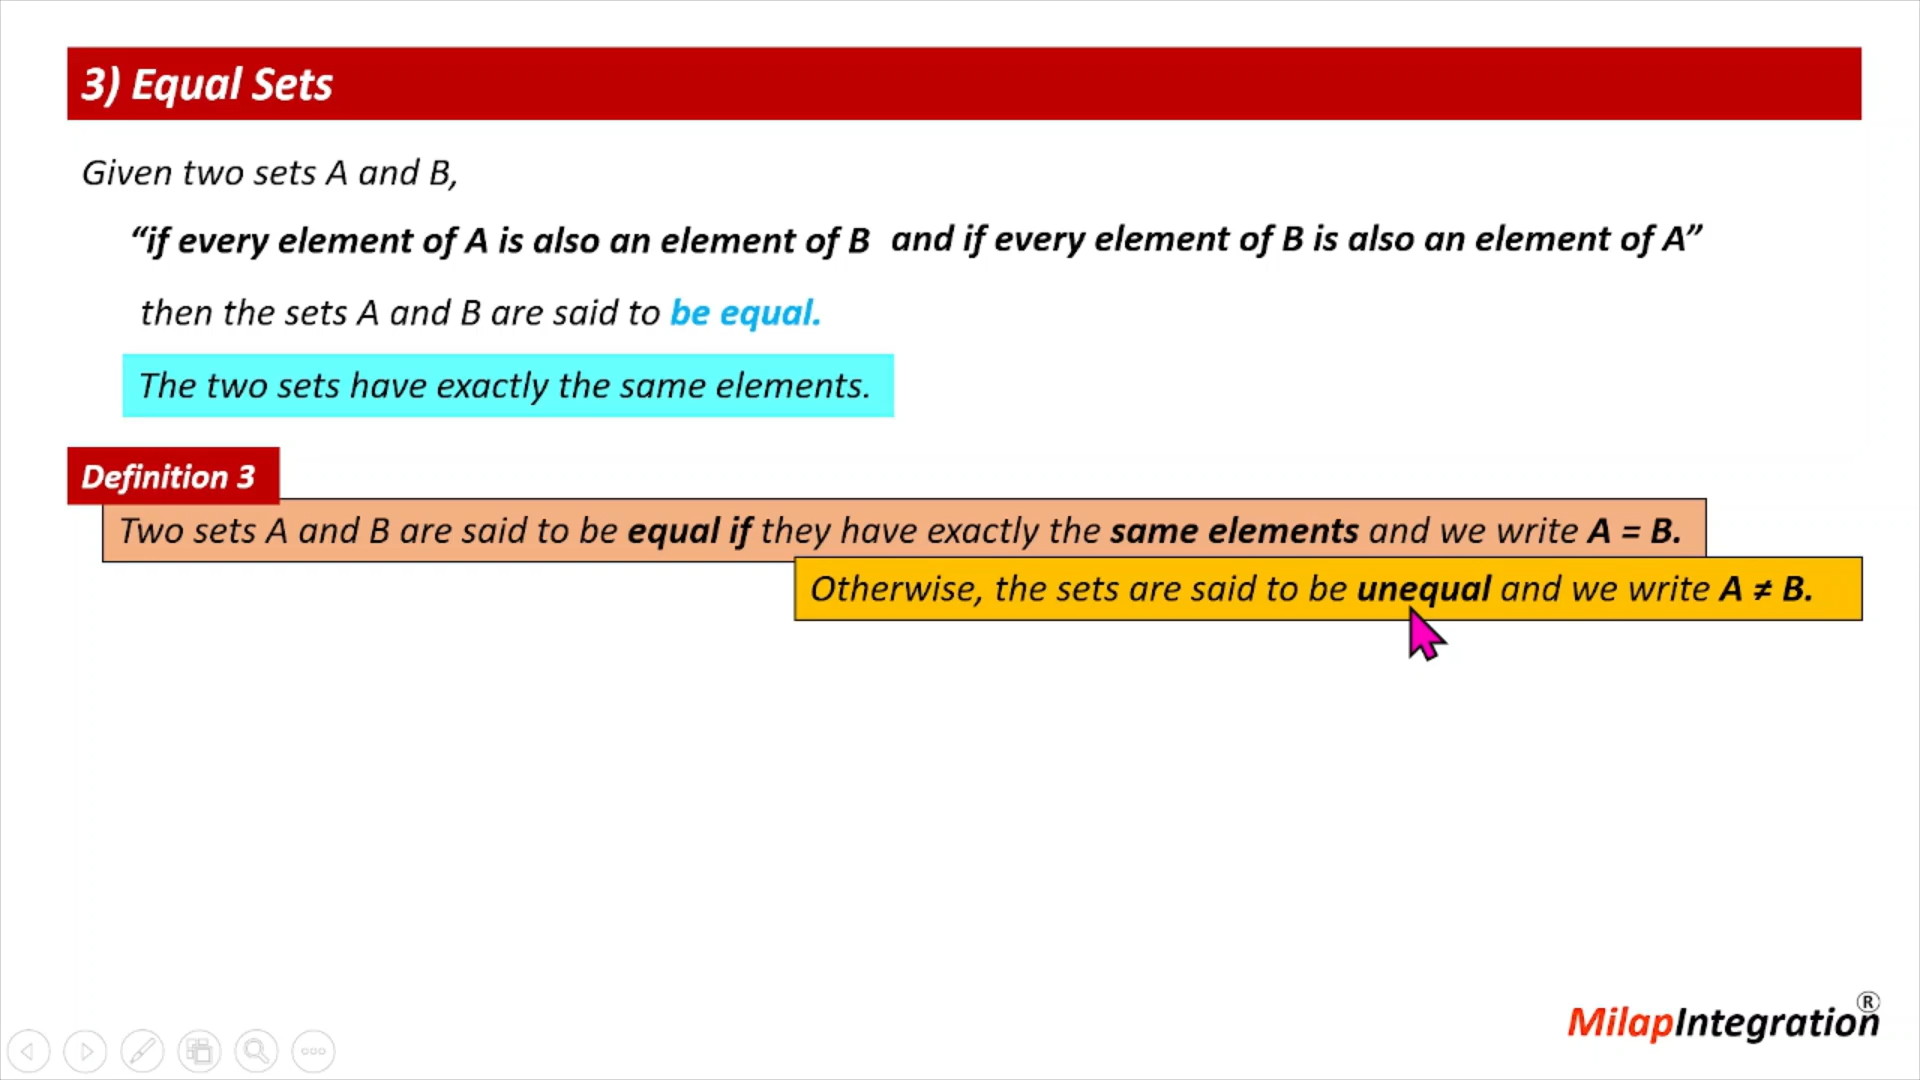 3) Equal Sets
Given two sets A and B,
“if every element of A is also an element of B and if every element of B is also an element of A”
then the sets A and B are said to be equal.
The two sets have exactly the same elements.
Definition 3
Two sets A and B are said to be equal if they have exactly the same elements and we write A = B.
Otherwise, the sets are said to be unequal and we write A ≠ B.
MilapIntegration®